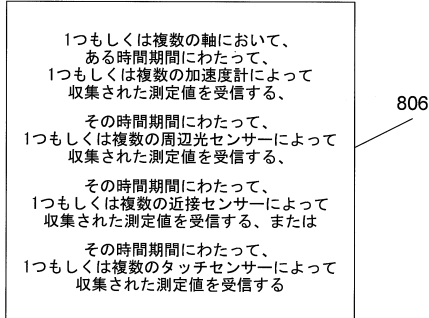 1つもしくは複数の軸において、
ある時間期間にわたって、
1つもしくは複数の加速度計によって
収集された測定値を受信する、
その時間期間にわたって、
1つもしくは複数の周辺光センサーによって
収集された測定値を受信する、
806
その時間期間にわたって、
1つもしくは複数の近接センサーによって
収集された測定値を受信する、または
その時間期間にわたって、
1つもしくは複数のタッチセンサーによって
収集された測定値を受信する